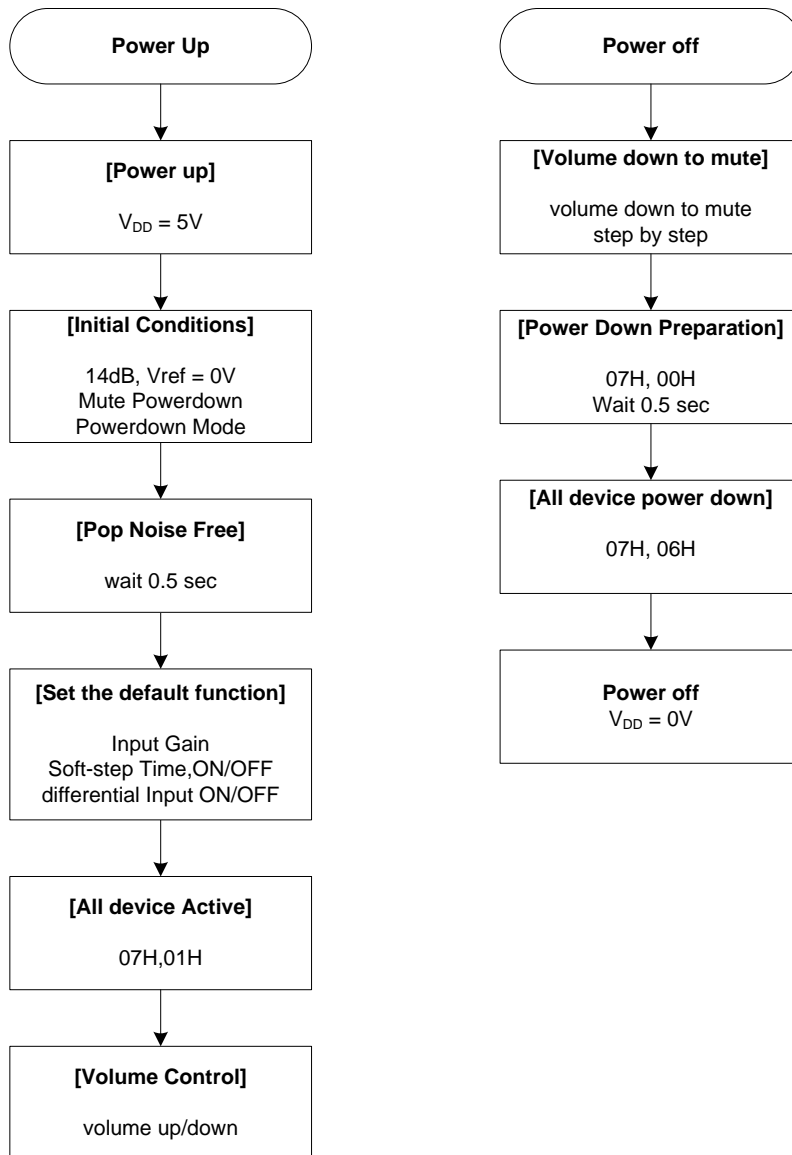 Power Up
[Power up]
V_DD = 5V
[Initial Conditions]
14dB, Vref = 0V
Mute Powerdown
Powerdown Mode
[Pop Noise Free]
wait 0.5 sec
[Set the default function]
Input Gain
Soft-step Time,ON/OFF
differential Input ON/OFF
[All device Active]
07H,01H
[Volume Control]
volume up/down
Power off
[Volume down to mute]
volume down to mute
step by step
[Power Down Preparation]
07H, 00H
Wait 0.5 sec
[All device power down]
07H, 06H
Power off
V_DD = 0V